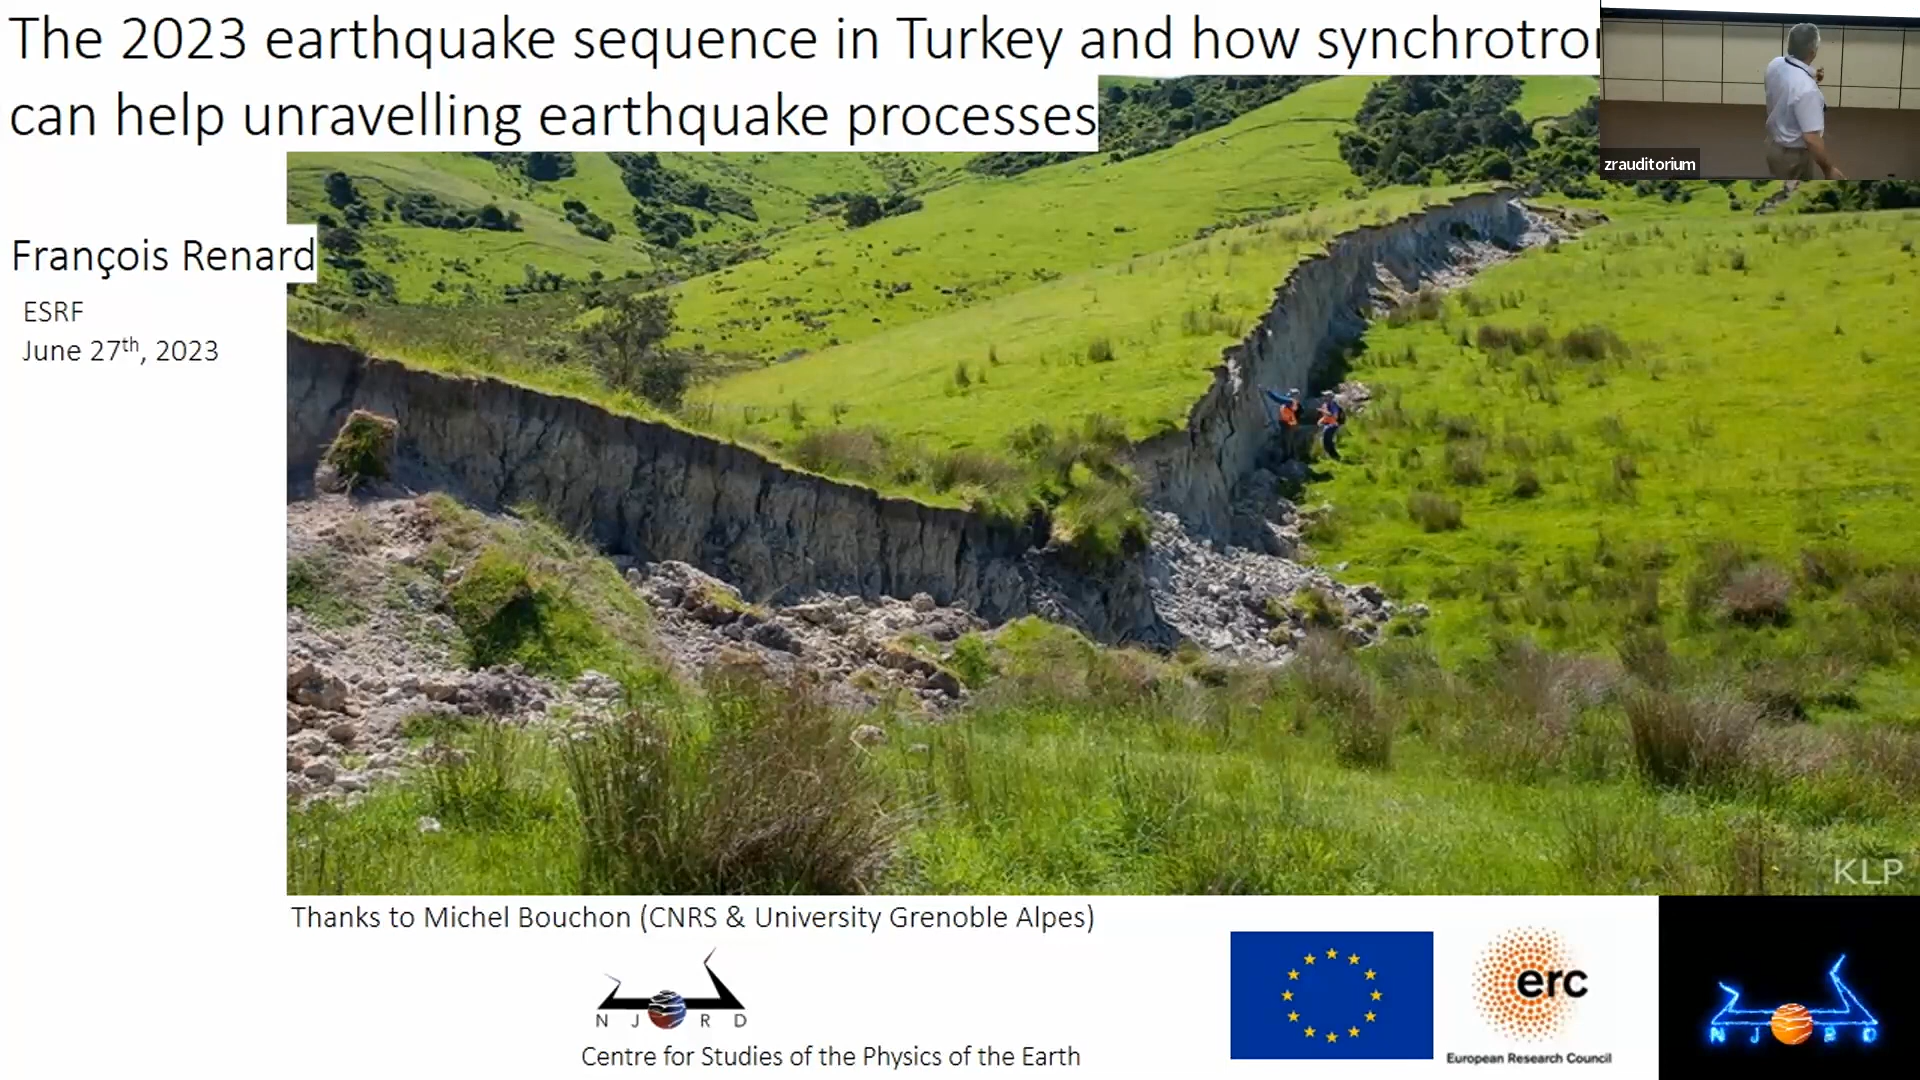 The 2023 earthquake sequence in Turkey and how synchrotro
can help unravelling earthquake processes
zrauditorium
François Renard
ESRF
June 27th, 2023
KLP
Thanks to Michel Bouchon (CNRS & University Grenoble Alpes)
N J R D
Centre for Studies of the Physics of the Earth
erc
European Research Council
N J R D